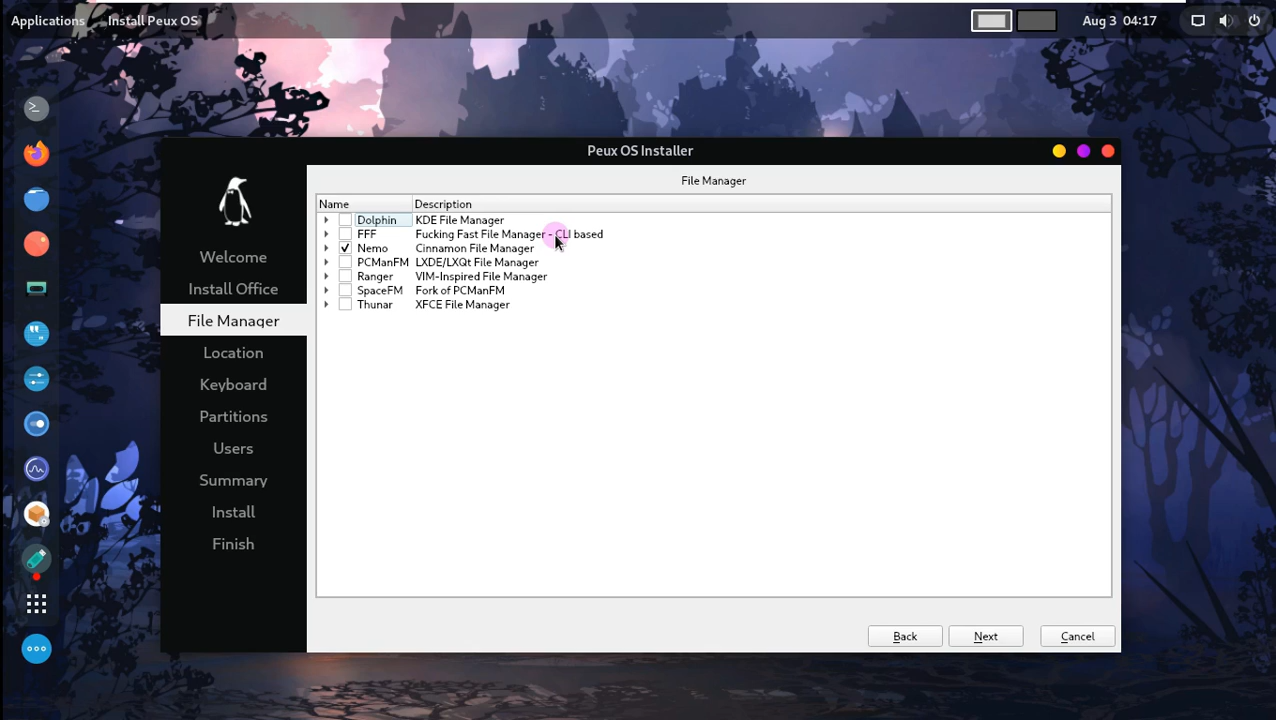 Applications Install Peux OS Aug 3 04:17
Peux OS Installer
Welcome
Install Office
File Manager
Location
Keyboard
Partitions
Users
Summary
Install
Finish
File Manager
Name Description
Dolphin KDE File Manager
FFF Fucking Fast File Manager - CLI based
Nemo Cinnamon File Manager
PCManFM LXDE/LXQt File Manager
Ranger VIM-Inspired File Manager
SpaceFM Fork of PCManFM
Thunar XFCE File Manager
Back Next Cancel